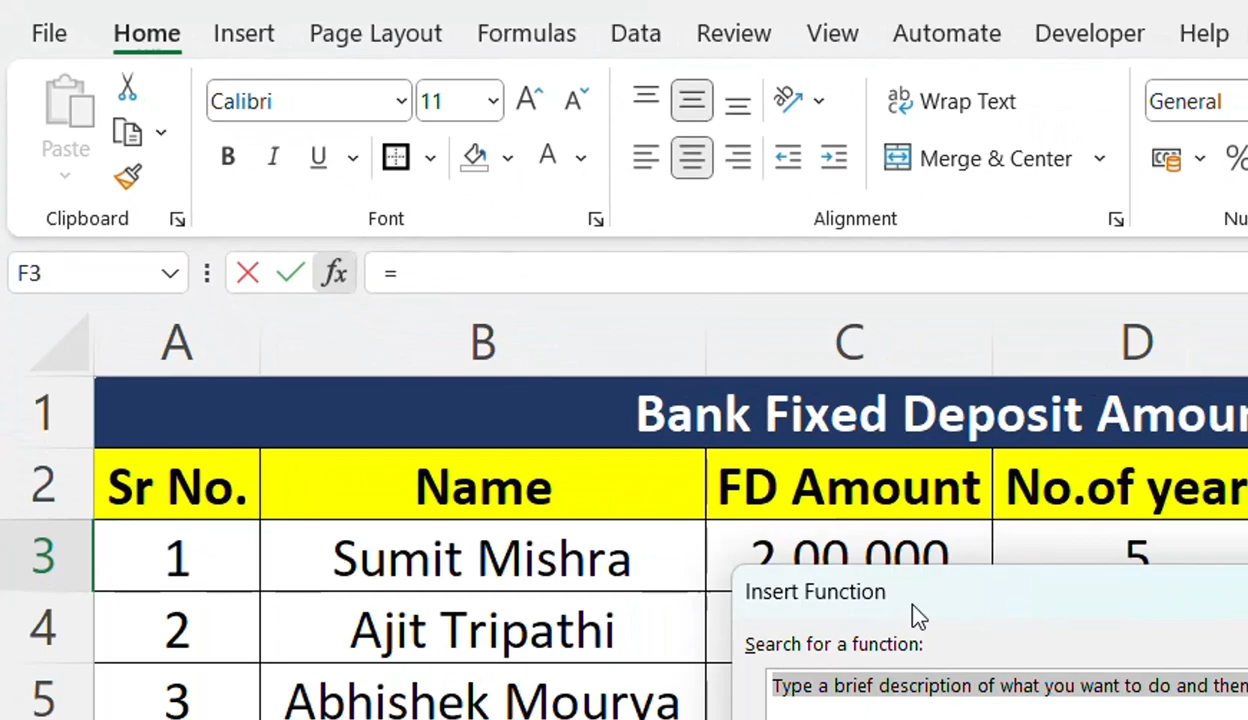 File Home Insert Page Layout Formulas Data Review View Automate Developer Help
Calibri 11 Wrap Text General
Paste B I U A Merge & Center %
Clipboard Font Alignment Nu
F3 fx =
A B C D
1 Bank Fixed Deposit Amour
2 Sr No. Name FD Amount No.of year
3 1 Sumit Mishra 2,00,000 5
Insert Function
4 2 Ajit Tripathi
Search for a function:
5 3 Abhishek Mourya
Type a brief description of what you want to do and then